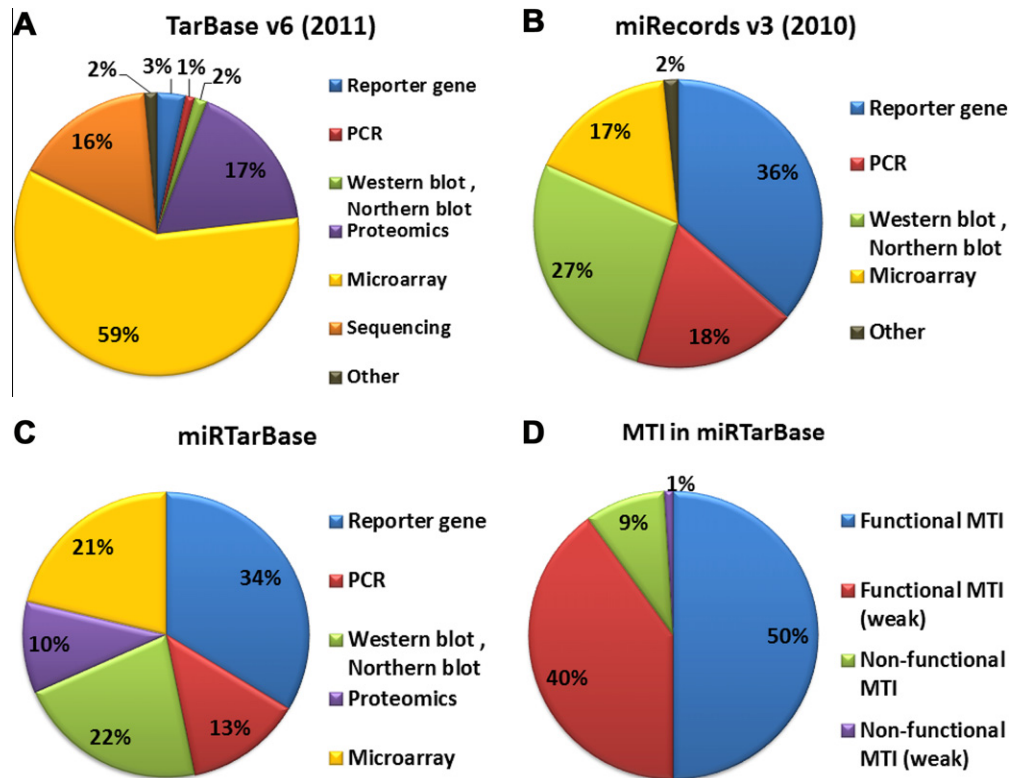 A
TarBase v6 (2011)
2%
3%
1%
2%
17%
59%
16%
Reporter gene
PCR
Western blot ,
Northern blot
Proteomics
Microarray
Sequencing
Other
B
miRecords v3 (2010)
2%
36%
18%
27%
17%
Reporter gene
PCR
Western blot ,
Northern blot
Microarray
Other
C
miRTarBase
34%
13%
22%
10%
21%
Reporter gene
PCR
Western blot ,
Northern blot
Proteomics
Microarray
D
MTI in miRTarBase
1%
50%
40%
9%
Functional MTI
Functional MTI
(weak)
Non-functional
MTI
Non-functional
MTI (weak)